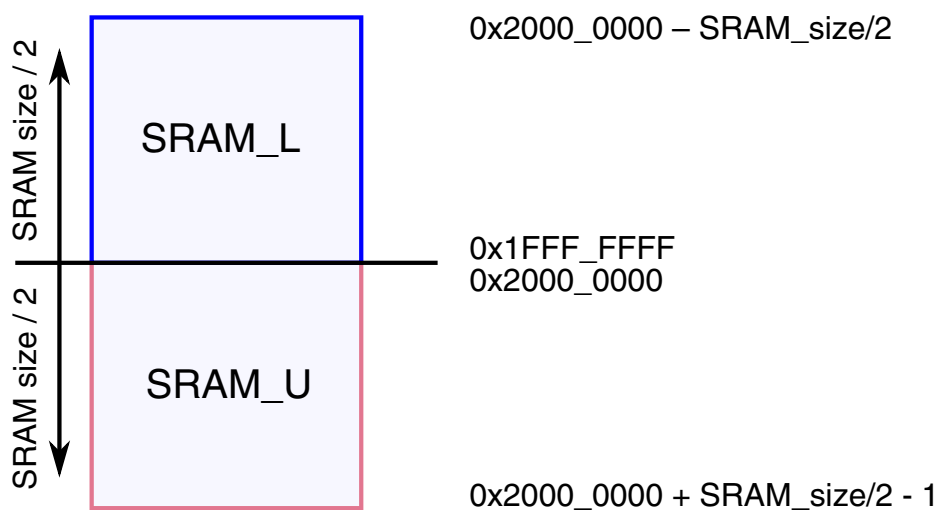 0x2000_0000 – SRAM_size/2
SRAM size / 2
SRAM_L
0x1FFF_FFFF
0x2000_0000
SRAM size / 2
SRAM_U
0x2000_0000 + SRAM_size/2 - 1